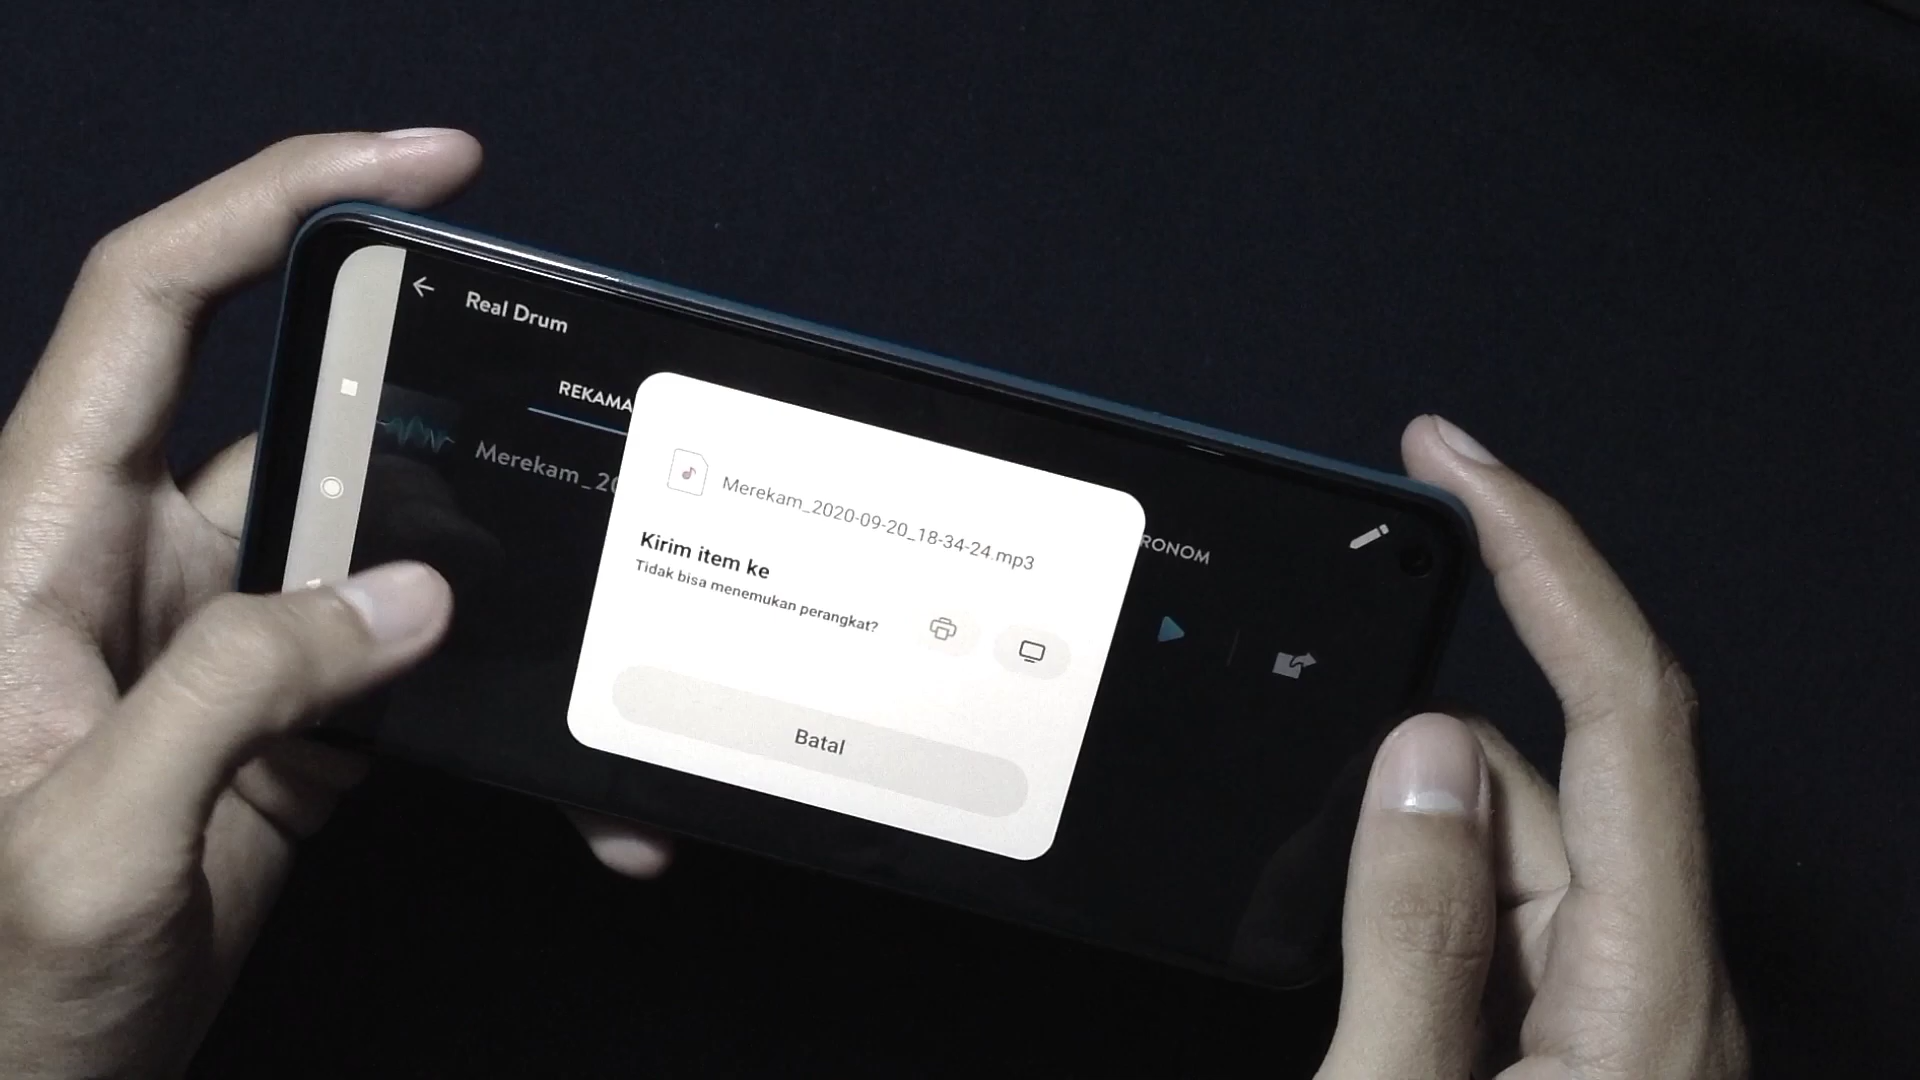 Real Drum
REKAMA
Merekam_20
Merekam_2020-09-20_18-34-24.mp3
Kirim item ke
Tidak bisa menemukan perangkat?
Batal
RONOM